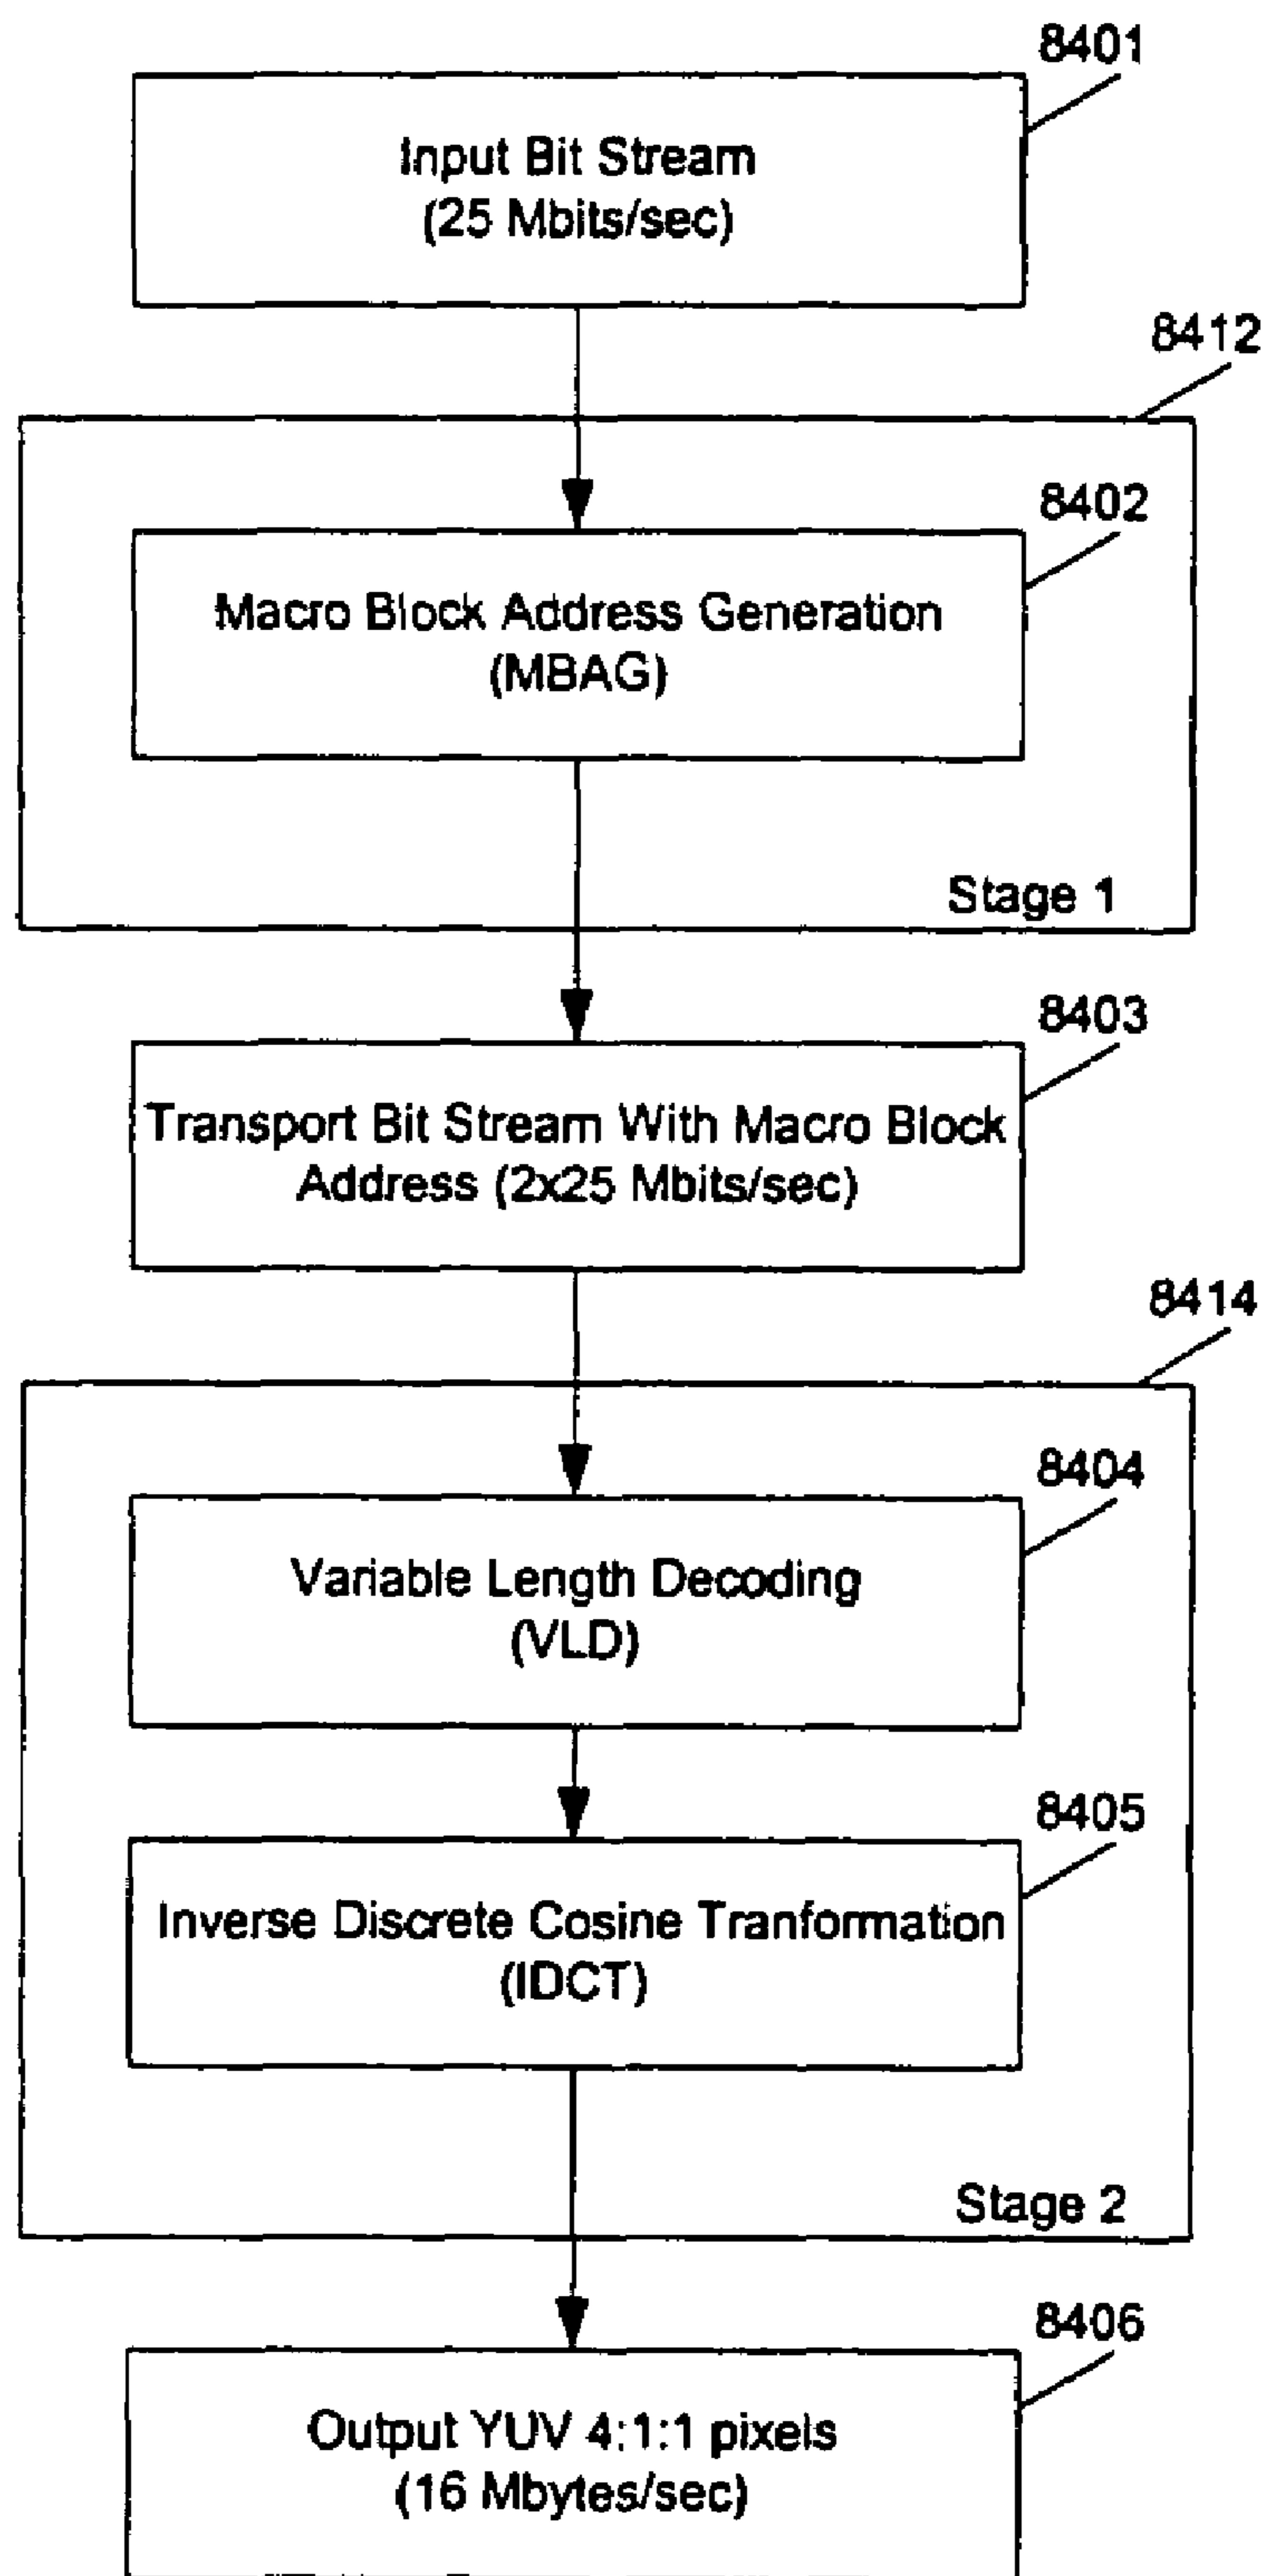 8401
Input Bit Stream
(25 Mbits/sec)
8412
8402
Macro Block Address Generation
(MBAG)
Stage 1
8403
Transport Bit Stream With Macro Block
Address (2x25 Mbits/sec)
8414
8404
Variable Length Decoding
(VLD)
8405
Inverse Discrete Cosine Tranformation
(IDCT)
Stage 2
8406
Output YUV 4:1:1 pixels
(16 Mbytes/sec)